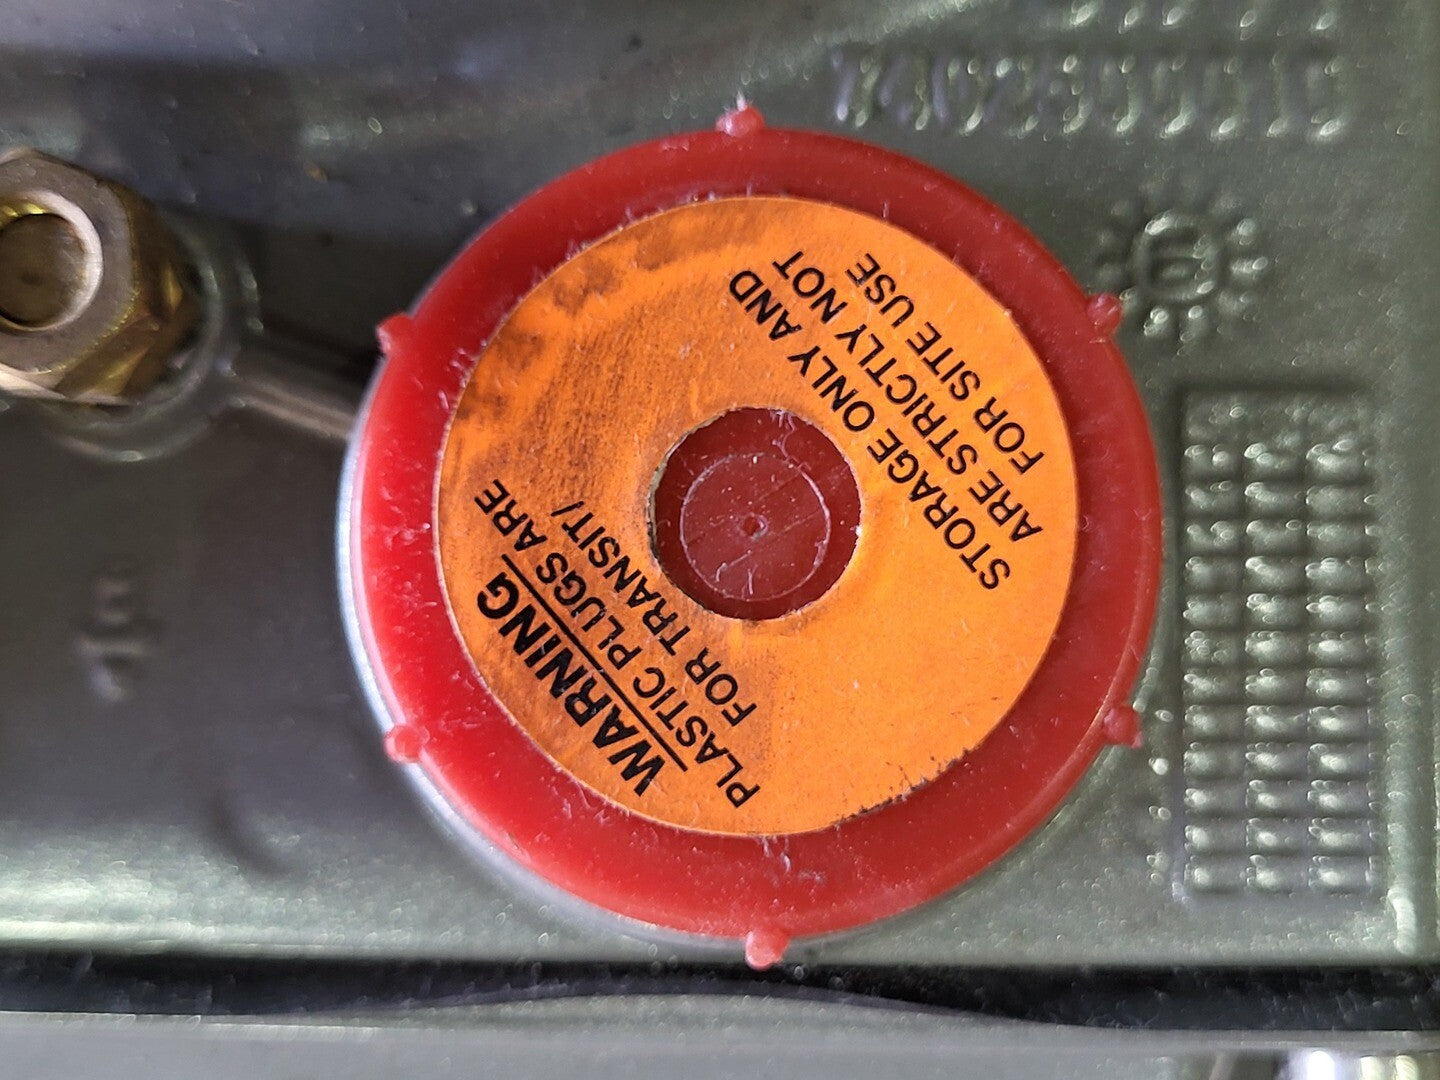 WARNING
PLASTIC PLUGS ARE
FOR TRANSIT/
STORAGE ONLY AND
ARE STRICTLY NOT
FOR SITE USE